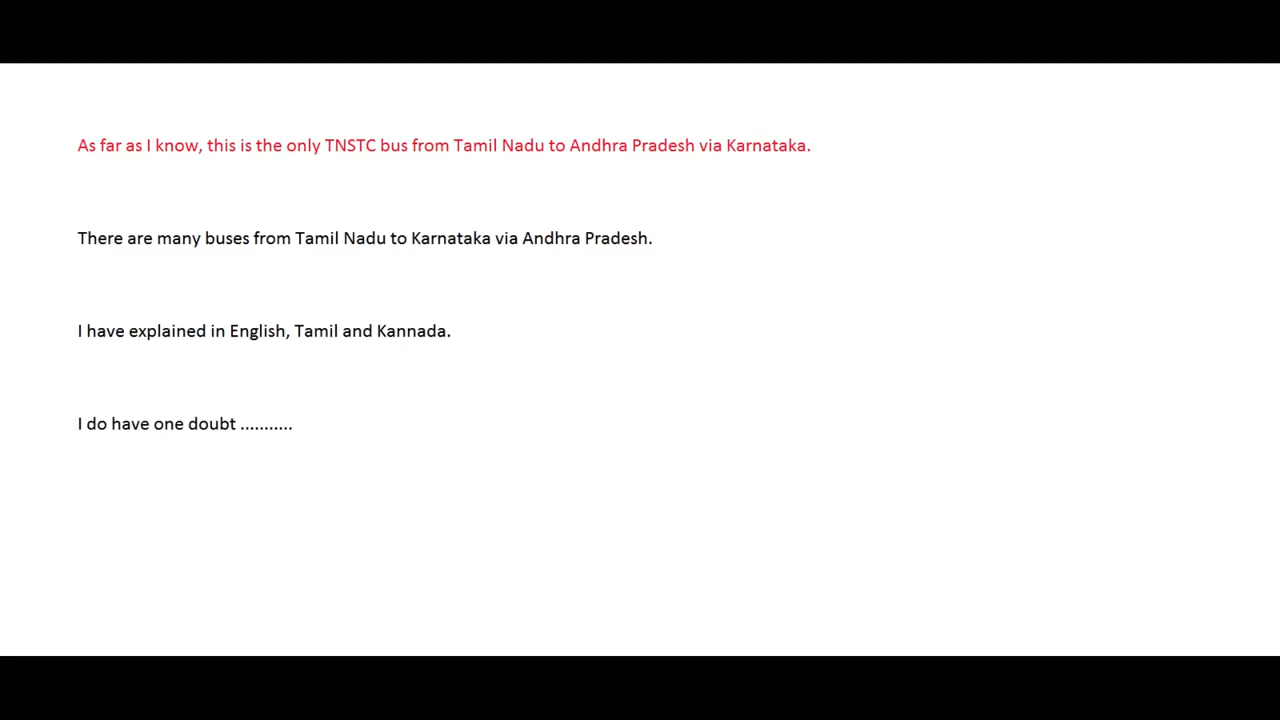 As far as I know, this is the only TNSTC bus from Tamil Nadu to Andhra Pradesh via Karnataka.
There are many buses from Tamil Nadu to Karnataka via Andhra Pradesh.
I have explained in English, Tamil and Kannada.
I do have one doubt ...........